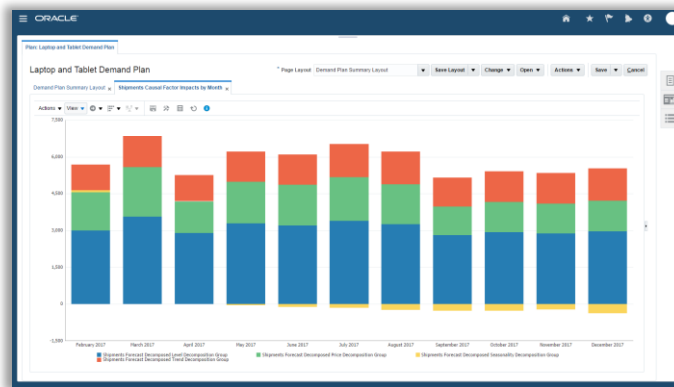 ORACLE
Plan: Laptop and Tablet Demand Plan
Laptop and Tablet Demand Plan
* Page Layout Demand Plan Summary Layout Save Layout Change Open Actions Save Cancel
Demand Plan Summary Layout Shipments Causal Factor Impacts by Month
Actions View
7,500
6,000
4,500
3,000
1,500
0
-1,500
February 2017 March 2017 April 2017 May 2017 June 2017 July 2017 August 2017 September 2017 October 2017 November 2017 December 2017
Shipments Forecast Decomposed Level Decomposition Group Shipments Forecast Decomposed Price Decomposition Group Shipments Forecast Decomposed Seasonality Decomposition Group
Shipments Forecast Decomposed Trend Decomposition Group